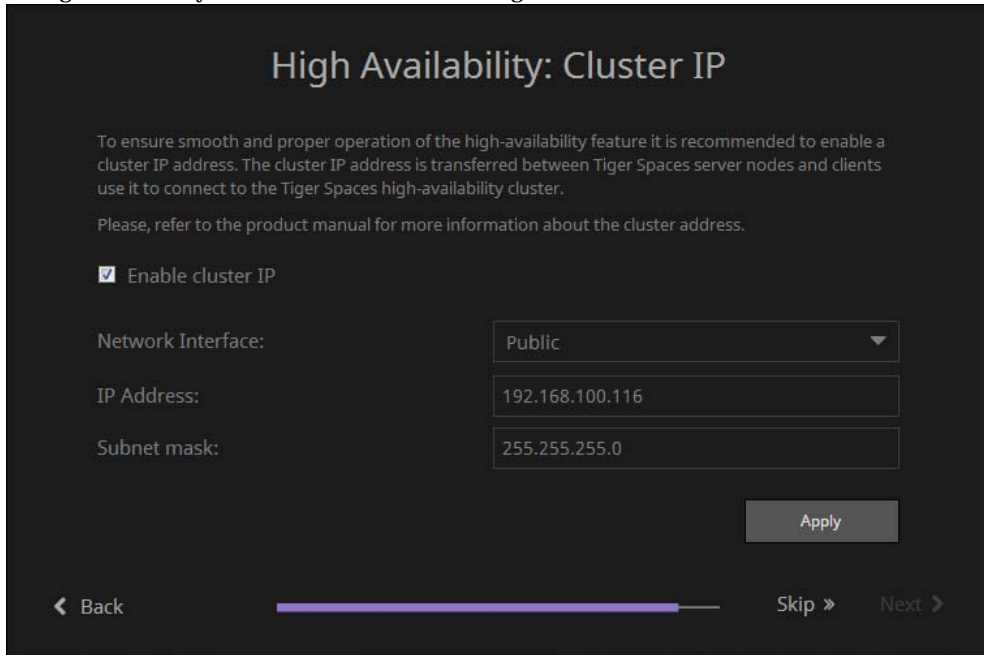 High Availability: Cluster IP
To ensure smooth and proper operation of the high-availability feature it is recommended to enable a
cluster IP address. The cluster IP address is transferred between Tiger Spaces server nodes and clients
use it to connect to the Tiger Spaces high-availability cluster.
Please, refer to the product manual for more information about the cluster address.
Enable cluster IP
Network Interface: Public
IP Address: 192.168.100.116
Subnet mask: 255.255.255.0
Apply
Back Skip » Next